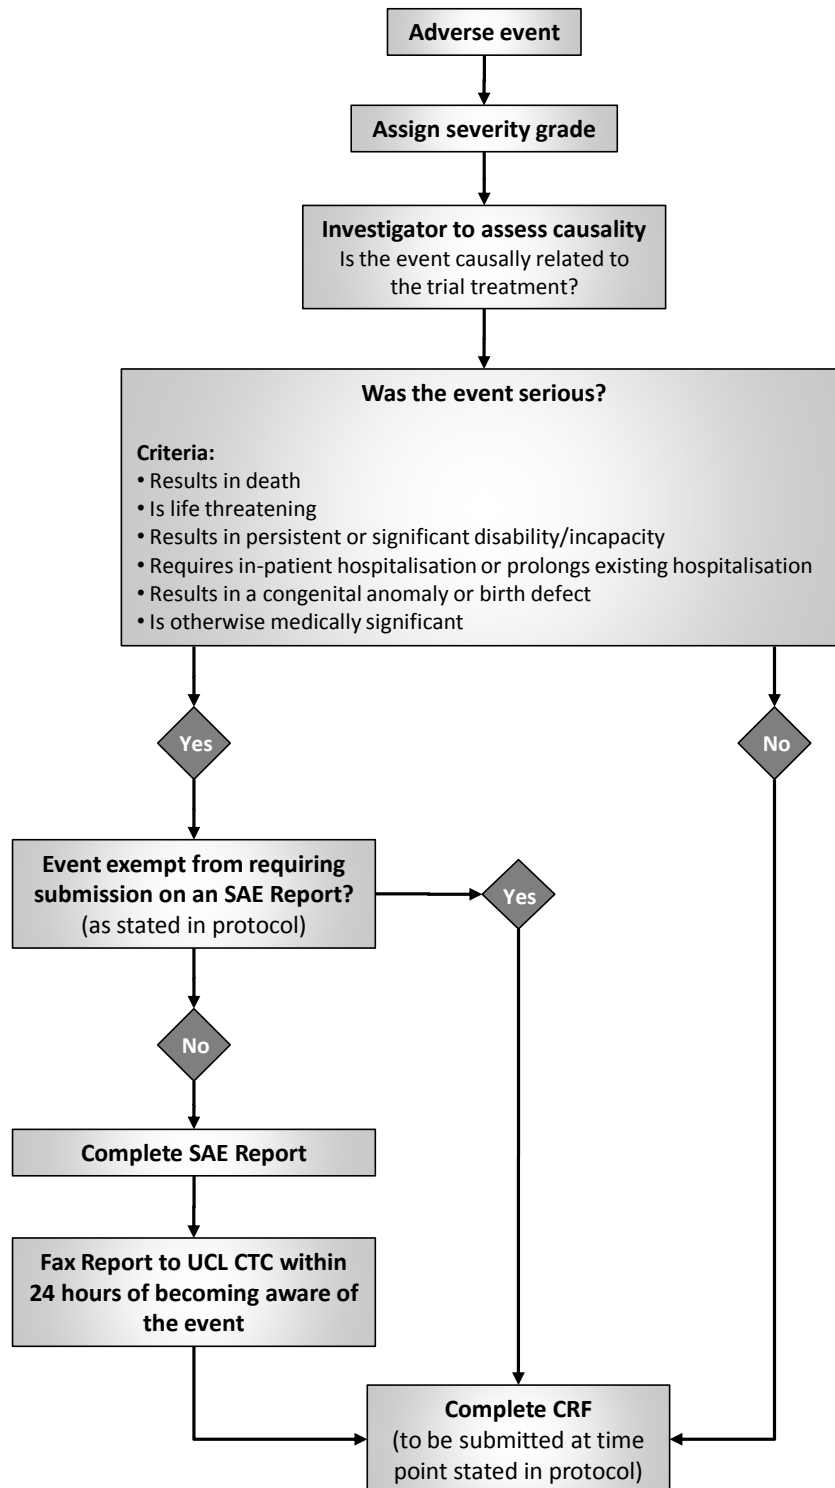 Adverse event
Assign severity grade
Investigator to assess causality
Is the event causally related to
the trial treatment?
Was the event serious?
Criteria:
• Results in death
• Is life threatening
• Results in persistent or significant disability/incapacity
• Requires in-patient hospitalisation or prolongs existing hospitalisation
• Results in a congenital anomaly or birth defect
• Is otherwise medically significant
Yes
No
Event exempt from requiring
submission on an SAE Report?
(as stated in protocol)
Yes
No
Complete SAE Report
Fax Report to UCL CTC within
24 hours of becoming aware of
the event
Complete CRF
(to be submitted at time
point stated in protocol)